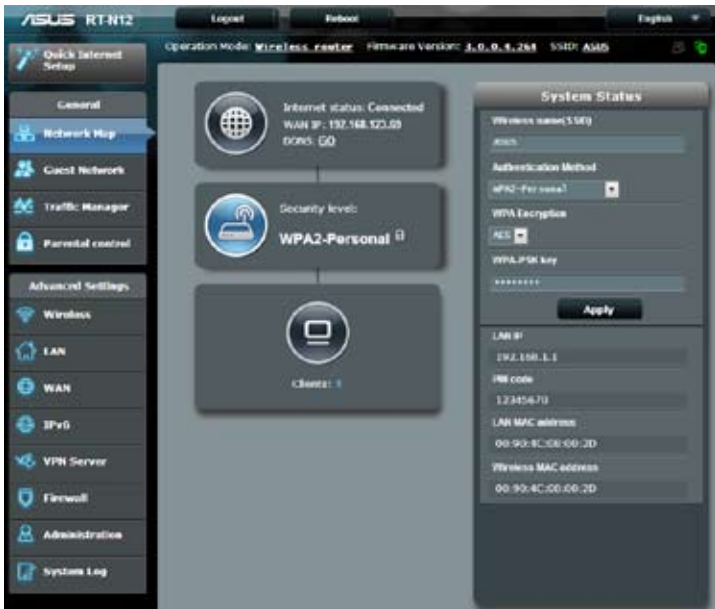 ASUS RT-N12
Logout
Reboot
English
Operation Mode: Wireless router Firmware Version: 3.0.0.4.264 SSID: ASUS
Quick Internet
Setup
General
Network Map
Guest Network
Traffic Manager
Parental control
Advanced Settings
Wireless
LAN
WAN
IPv6
VPN Server
Firewall
Administration
System Log
Internet status: Connected
WAN IP: 192.168.123.69
DDNS: GO
Security level:
WPA2-Personal
Clients:
System Status
Wireless name(SSID)
ASUS
Authentication Method
WPA2-Personal
WPA Encryption
AES
WPA-PSK key
********
Apply
LAN IP
192.168.1.1
PIN code
12345670
LAN MAC address
00:90:4C:08:00:2D
Wireless MAC address
00:90:4C:08:00:2D